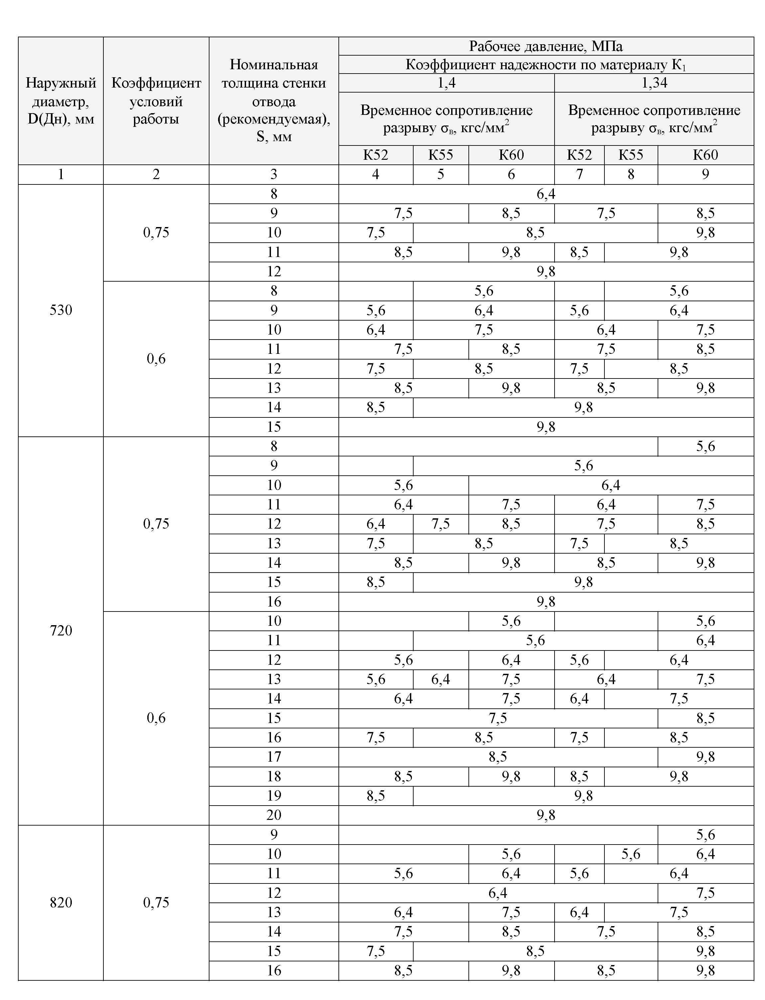 Наружный диаметр, D(Дн), мм
Коэффициент условий работы
Номинальная толщина стенки отвода (рекомендуемая), S, мм
Рабочее давление, МПа
Коэффициент надежности по материалу К₁
1,4 1,34
Временное сопротивление разрыву σв, кгс/мм² Временное сопротивление разрыву σв, кгс/мм²
К52 К55 К60 К52 К55 К60
1 2 3 4 5 6 7 8 9
530
0,75
8 6,4
9 7,5 8,5 7,5 8,5
10 7,5 8,5 9,8
11 8,5 9,8 8,5 9,8
12 9,8
0,6
8 5,6 5,6
9 5,6 6,4 5,6 6,4
10 6,4 7,5 6,4 7,5
11 7,5 8,5 7,5 8,5
12 7,5 8,5 7,5 8,5
13 8,5 9,8 8,5 9,8
14 8,5 9,8
15 9,8
720
0,75
8 5,6
9 5,6
10 5,6 6,4
11 6,4 7,5 6,4 7,5
12 6,4 7,5 8,5 7,5 8,5
13 7,5 8,5 7,5 8,5
14 8,5 9,8 8,5 9,8
15 8,5 9,8
16 9,8
0,6
10 5,6 5,6
11 5,6 6,4
12 5,6 6,4 5,6 6,4
13 5,6 6,4 7,5 6,4 7,5
14 6,4 7,5 6,4 7,5
15 7,5 8,5
16 7,5 8,5 7,5 8,5
17 8,5 9,8
18 8,5 9,8 8,5 9,8
19 8,5 9,8
20 9,8
820
0,75
9 5,6
10 5,6 5,6 6,4
11 5,6 6,4 5,6 6,4
12 6,4 7,5
13 6,4 7,5 6,4 7,5
14 7,5 8,5 7,5 8,5
15 7,5 8,5 9,8
16 8,5 9,8 8,5 9,8